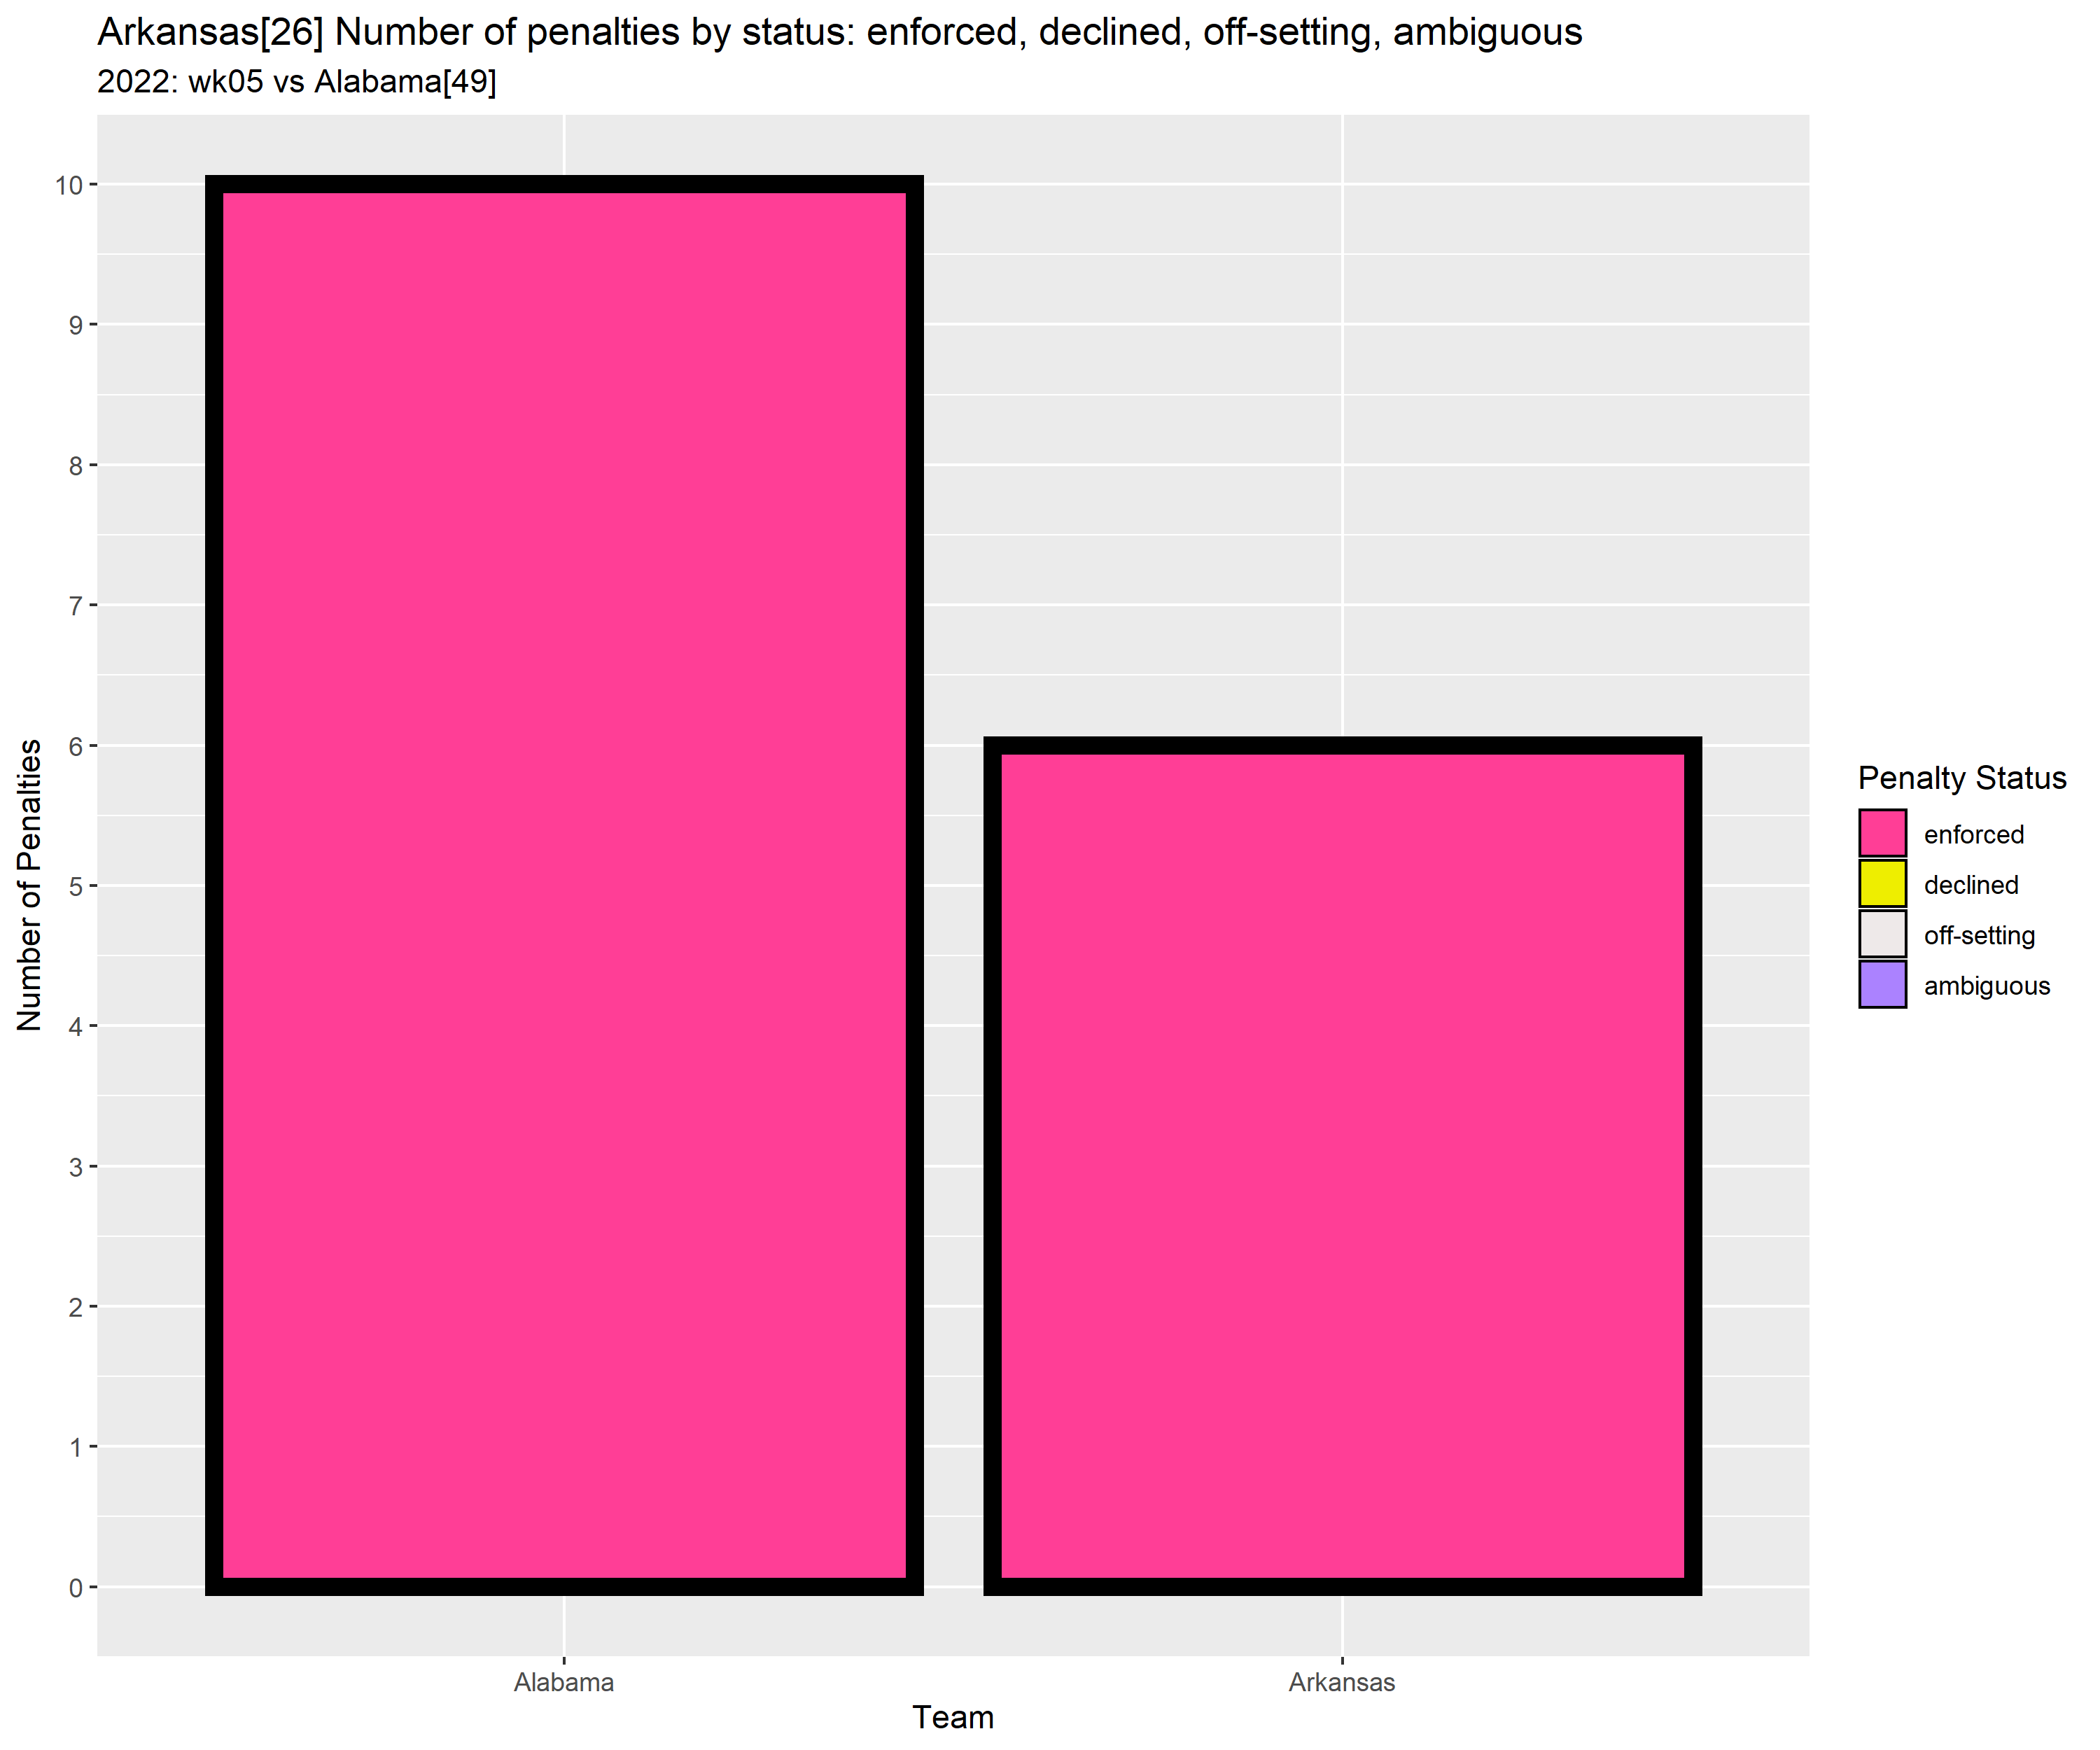 Arkansas[26] Number of penalties by status: enforced, declined, off-setting, ambiguous
2022: wk05 vs Alabama[49]
Number of Penalties
10
9
8
7
6
5
4
3
2
1
0
Alabama
Arkansas
Team
Penalty Status
enforced
declined
off-setting
ambiguous